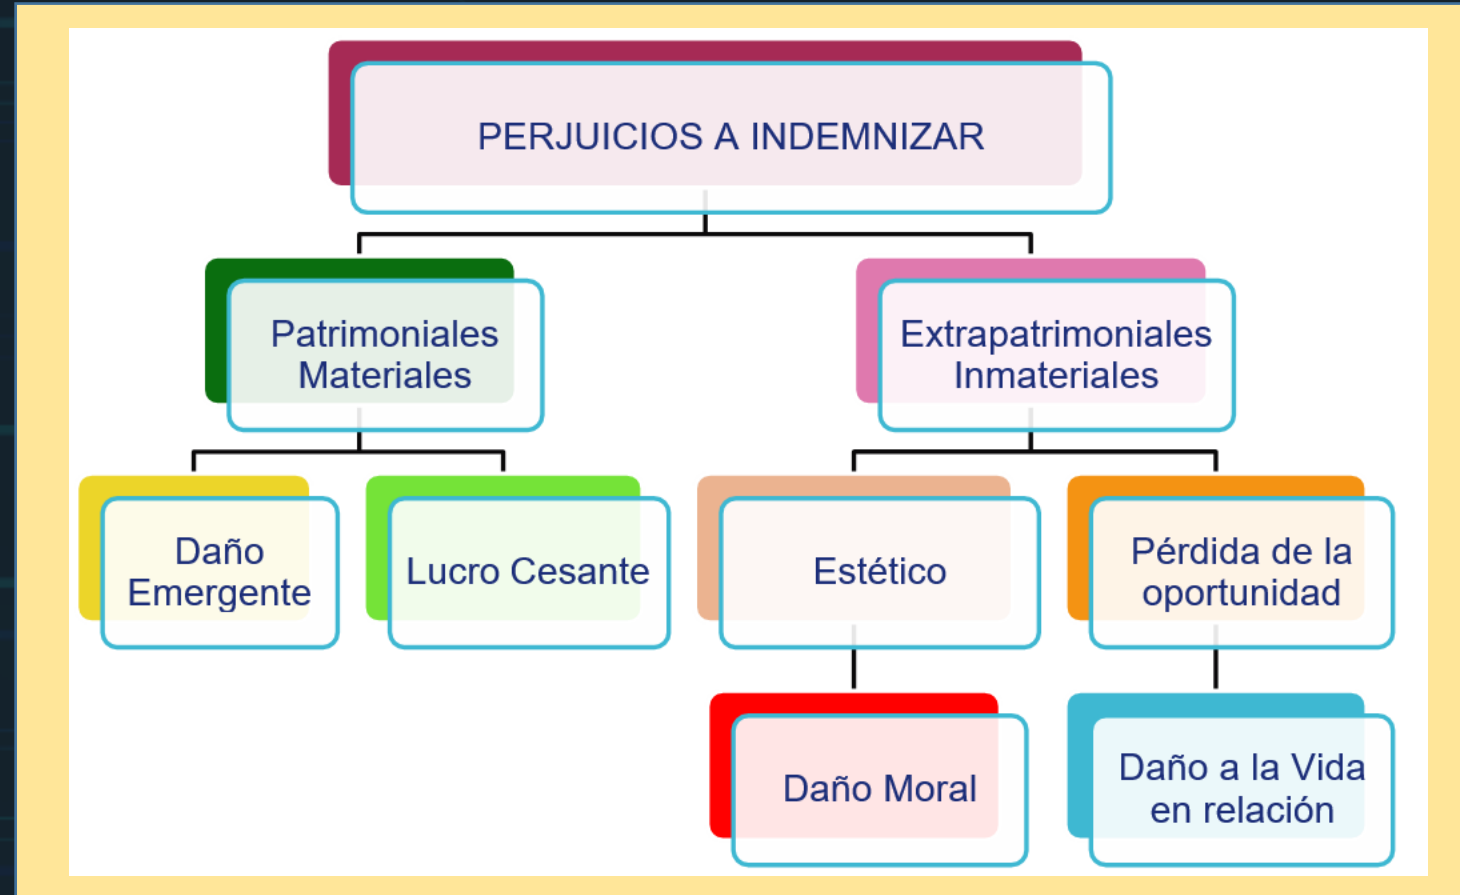 PERJUICIOS A INDEMNIZAR
Patrimoniales
Materiales
Extrapatrimoniales
Inmateriales
Daño
Emergente
Lucro Cesante
Estético
Pérdida de la
oportunidad
Daño Moral
Daño a la Vida
en relación